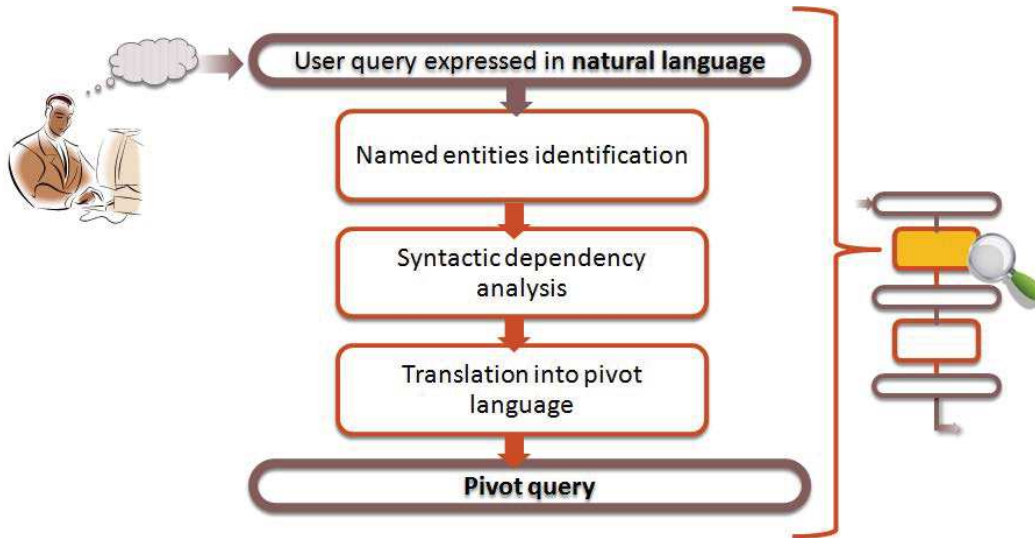 User query expressed in natural language
Named entities identification
Syntactic dependency
analysis
Translation into pivot
language
Pivot query